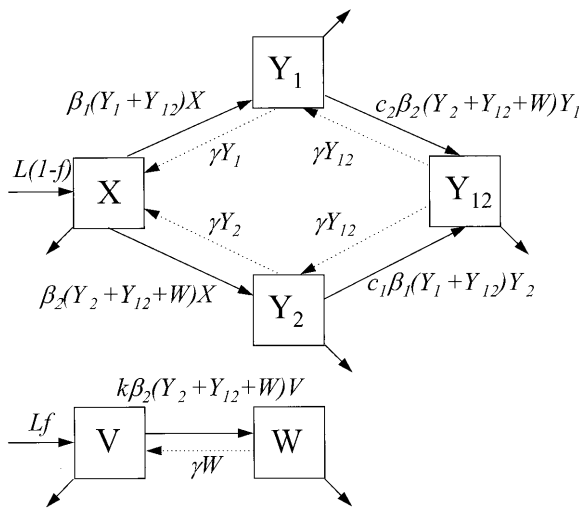 Y₁
β₁(Y₁+Y₁₂)X
c₂β₂(Y₂+Y₁₂+W)Y₁
γY₁
γY₁₂
L(1-f)
X
Y₁₂
γY₂
γY₁₂
β₂(Y₂+Y₁₂+W)X
Y₂
c₁β₁(Y₁+Y₁₂)Y₂
kβ₂(Y₂+Y₁₂+W)V
Lf
V
W
γW